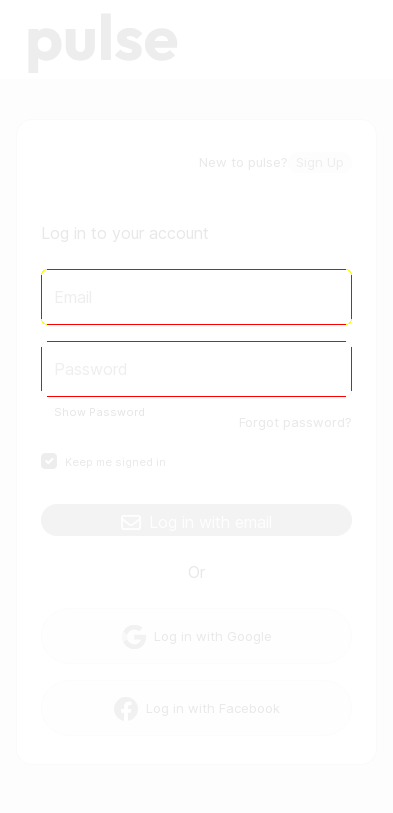 pulse
New to pulse? Sign Up
Log in to your account
Email
Password
Show Password
Forgot password?
Keep me signed in
Log in with email
Or
Log in with Google
Log in with Facebook